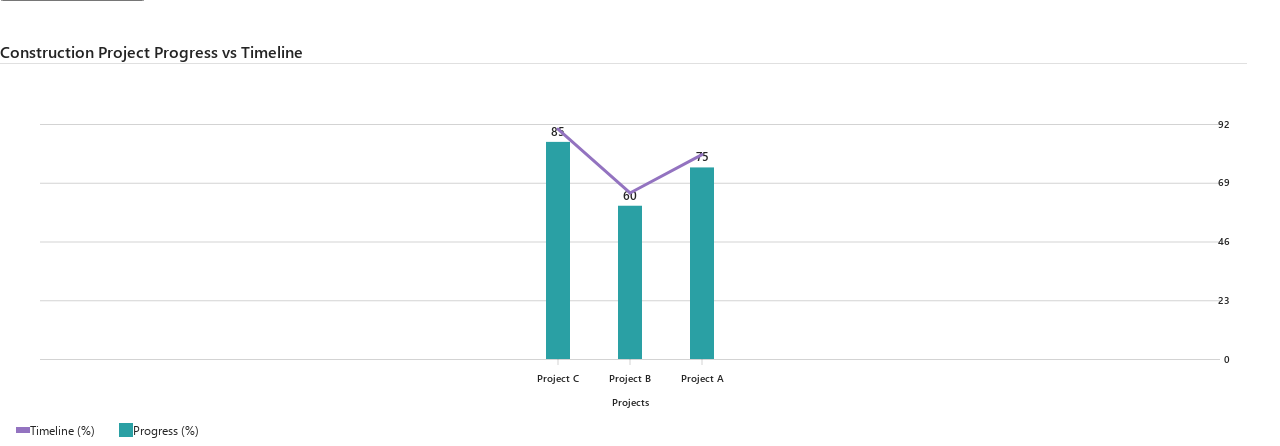 Construction Project Progress vs Timeline
92
85
75
69
60
46
23
0
Project C Project B Project A
Projects
Timeline (%) Progress (%)